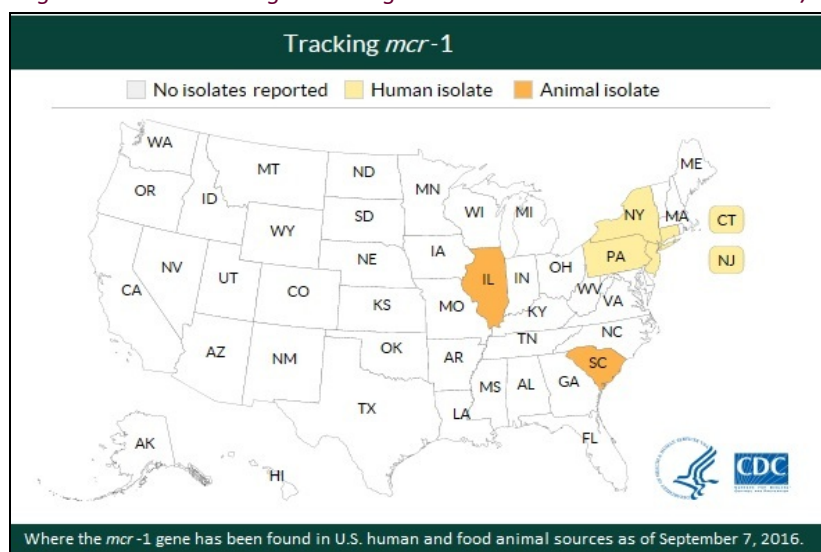 Tracking mcr-1
No isolates reported Human isolate Animal isolate
WA
MT
ND
MN
ME
OR
ID
SD
WI
MI
NY
MA
CT
WY
IA
PA
NJ
NV
UT
NE
IL
IN
OH
WV
VA
CA
CO
KS
MO
KY
AZ
NM
OK
AR
TN
NC
SC
TX
LA
MS
AL
GA
FL
AK
HI
CDC
Where the mcr-1 gene has been found in U.S. human and food animal sources as of September 7, 2016.